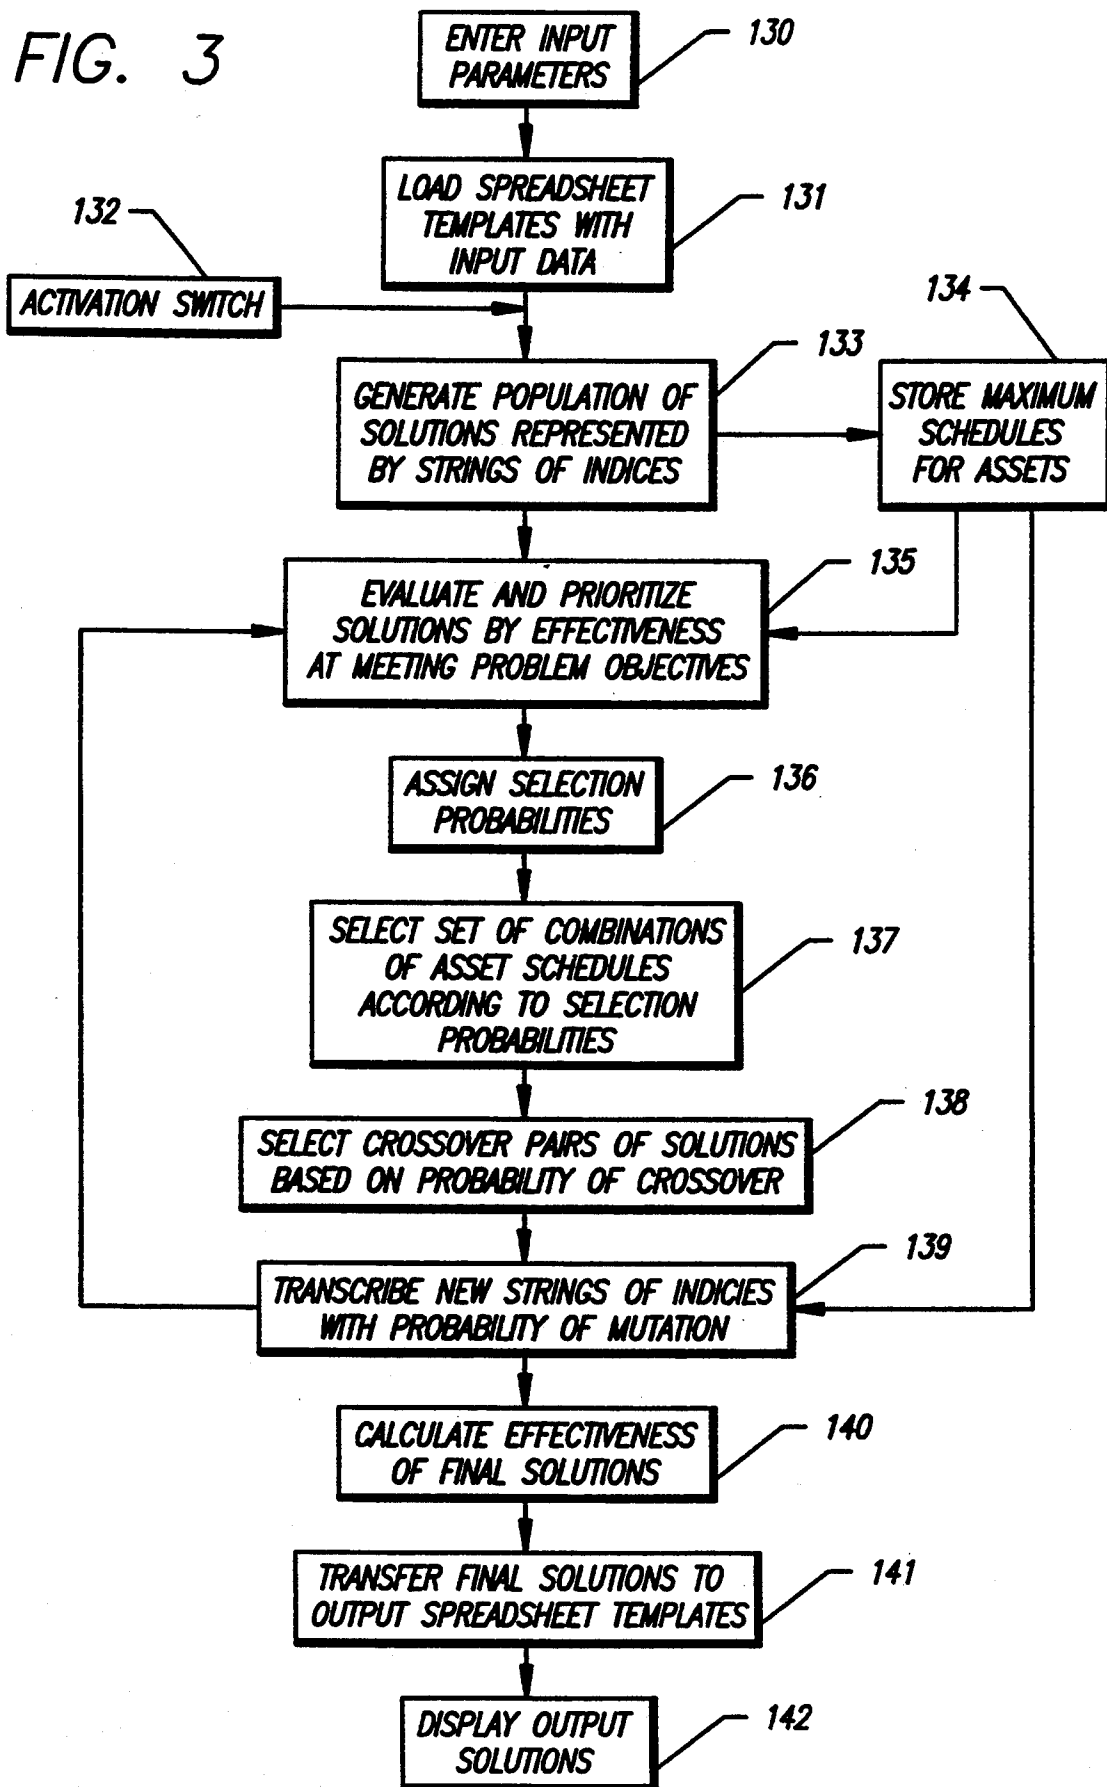 FIG. 3
ENTER INPUT
PARAMETERS
130
LOAD SPREADSHEET
TEMPLATES WITH
INPUT DATA
131
132
ACTIVATION SWITCH
GENERATE POPULATION OF
SOLUTIONS REPRESENTED
BY STRINGS OF INDICES
133
134
STORE MAXIMUM
SCHEDULES
FOR ASSETS
EVALUATE AND PRIORITIZE
SOLUTIONS BY EFFECTIVENESS
AT MEETING PROBLEM OBJECTIVES
135
ASSIGN SELECTION
PROBABILITIES
136
SELECT SET OF COMBINATIONS
OF ASSET SCHEDULES
ACCORDING TO SELECTION
PROBABILITIES
137
SELECT CROSSOVER PAIRS OF SOLUTIONS
BASED ON PROBABILITY OF CROSSOVER
138
TRANSCRIBE NEW STRINGS OF INDICIES
WITH PROBABILITY OF MUTATION
139
CALCULATE EFFECTIVENESS
OF FINAL SOLUTIONS
140
TRANSFER FINAL SOLUTIONS TO
OUTPUT SPREADSHEET TEMPLATES
141
DISPLAY OUTPUT
SOLUTIONS
142